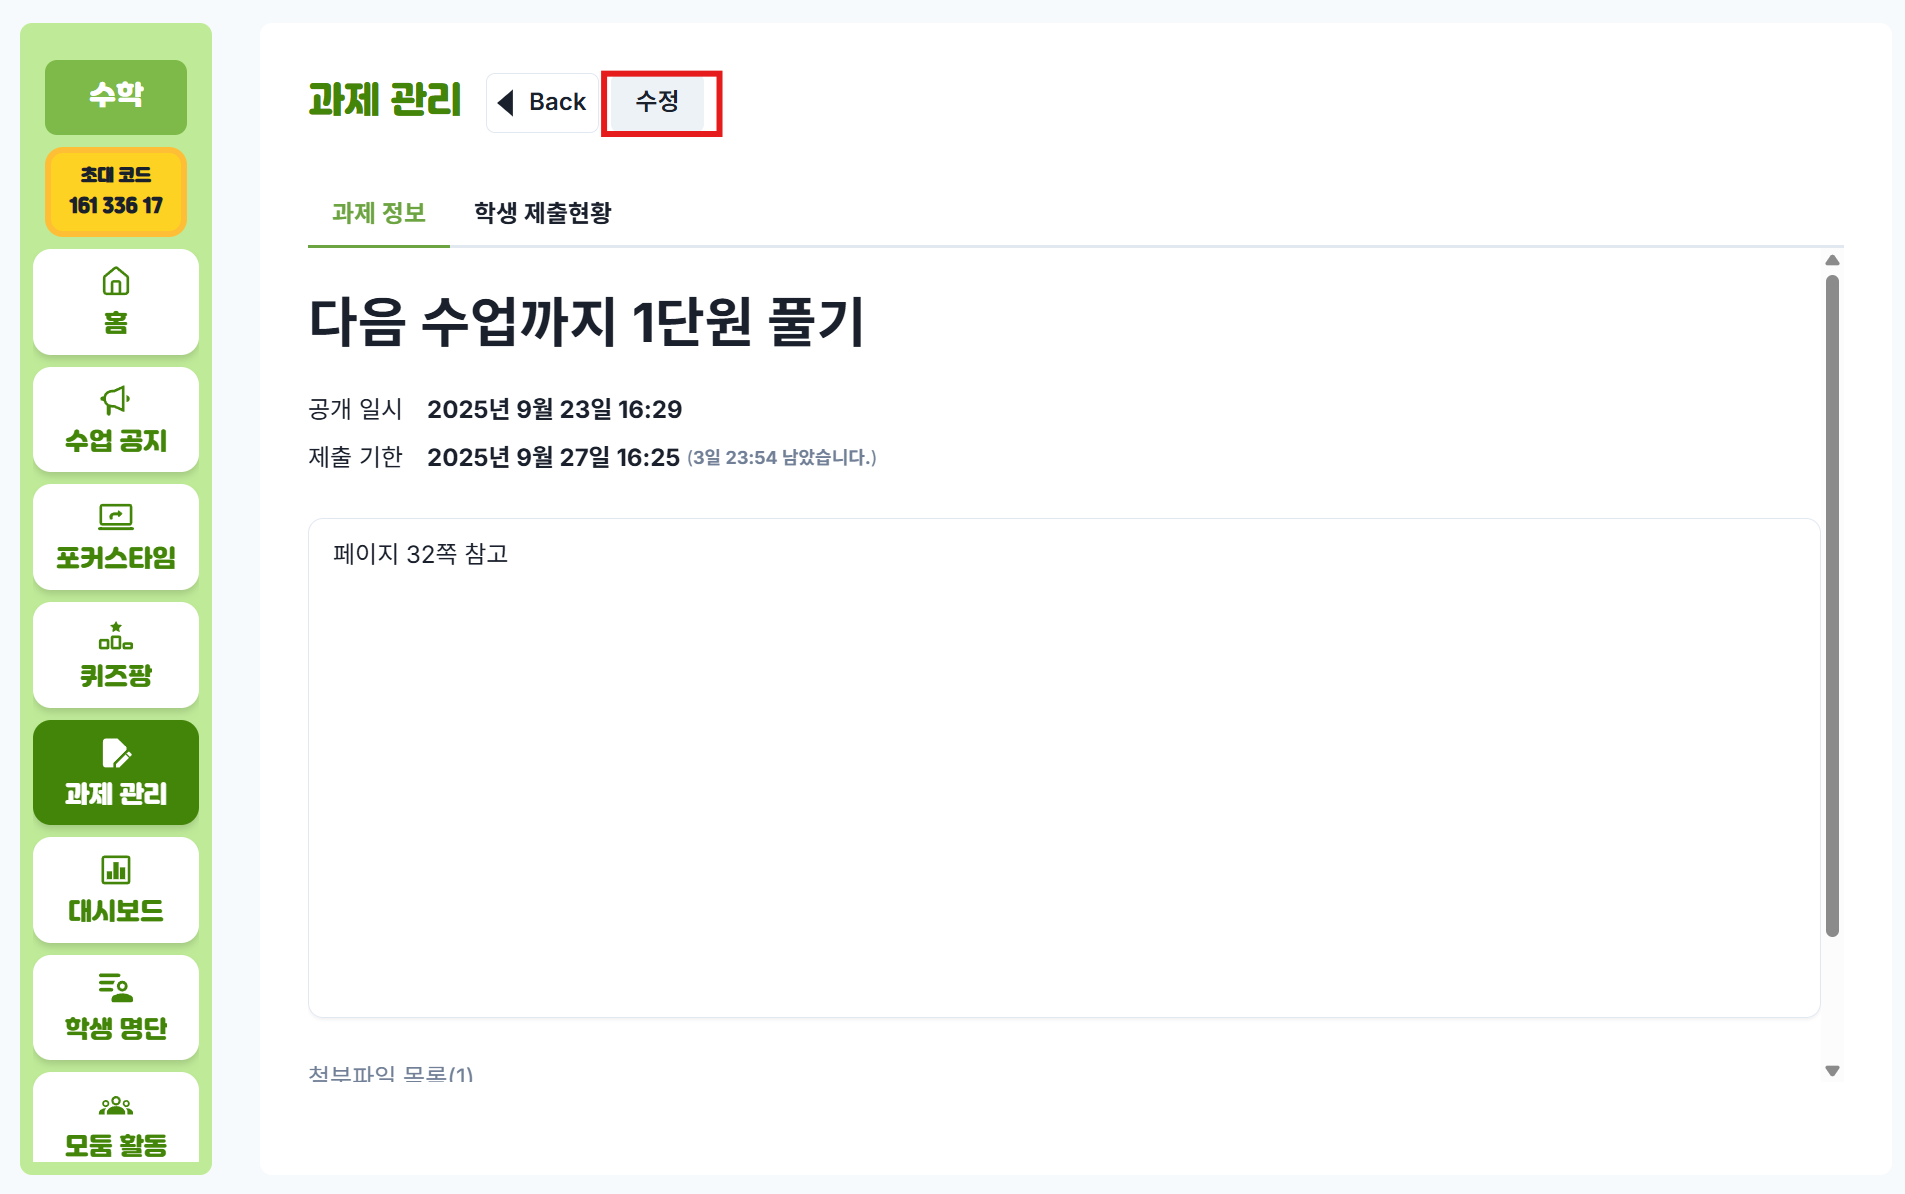 수학
초대 코드
161 336 17
홈
수업 공지
포커스타임
퀴즈팡
과제 관리
대시보드
학생 명단
모둠 활동
과제 관리
Back
수정
과제 정보
학생 제출현황
다음 수업까지 1단원 풀기
공개 일시 2025년 9월 23일 16:29
제출 기한 2025년 9월 27일 16:25 (3일 23:54 남았습니다.)
페이지 32쪽 참고
첨부파일 목록(1)